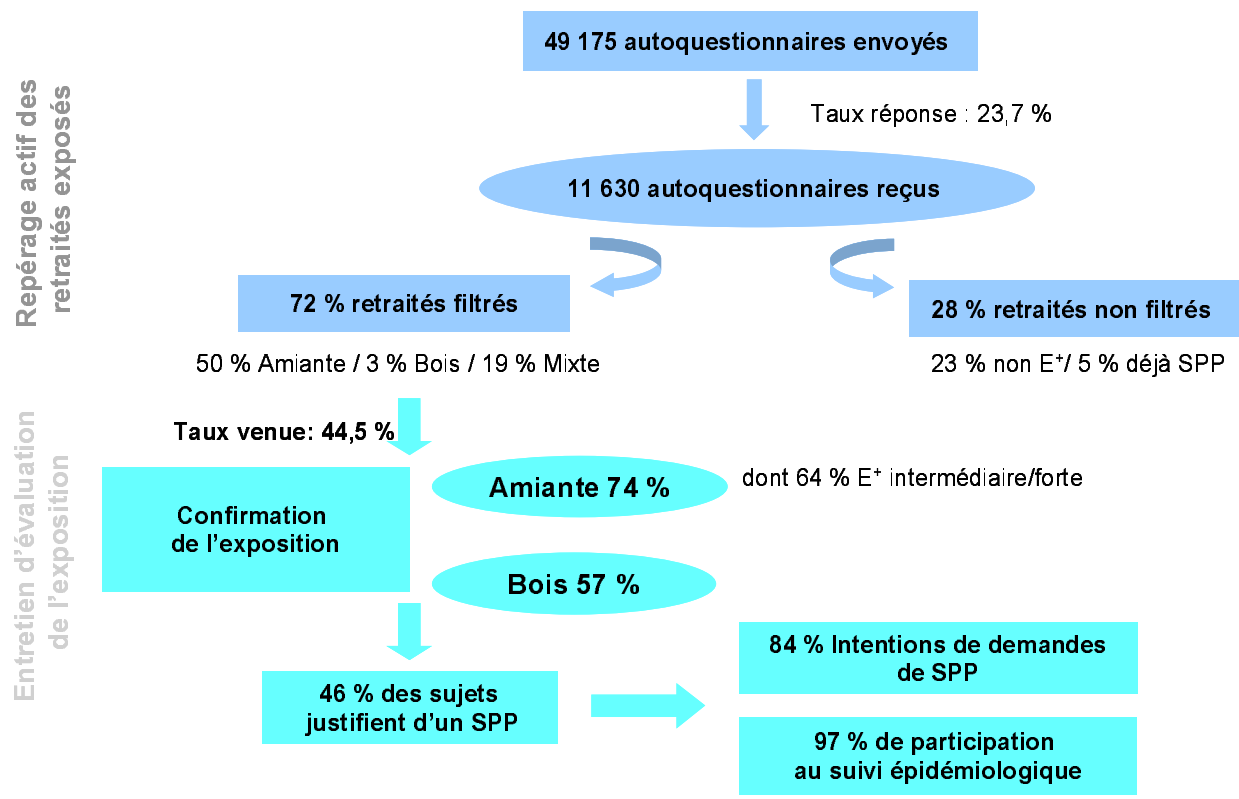 Repérage actif des
retraités exposés
49 175 autoquestionnaires envoyés
Taux réponse : 23,7 %
11 630 autoquestionnaires reçus
72 % retraités filtrés
28 % retraités non filtrés
50 % Amiante / 3 % Bois / 19 % Mixte
23 % non E⁺/ 5 % déjà SPP
Entretien d’évaluation
de l’exposition
Taux venue: 44,5 %
Confirmation
de l’exposition
Amiante 74 %
dont 64 % E⁺ intermédiaire/forte
Bois 57 %
46 % des sujets
justifient d’un SPP
84 % Intentions de demandes
de SPP
97 % de participation
au suivi épidémiologique